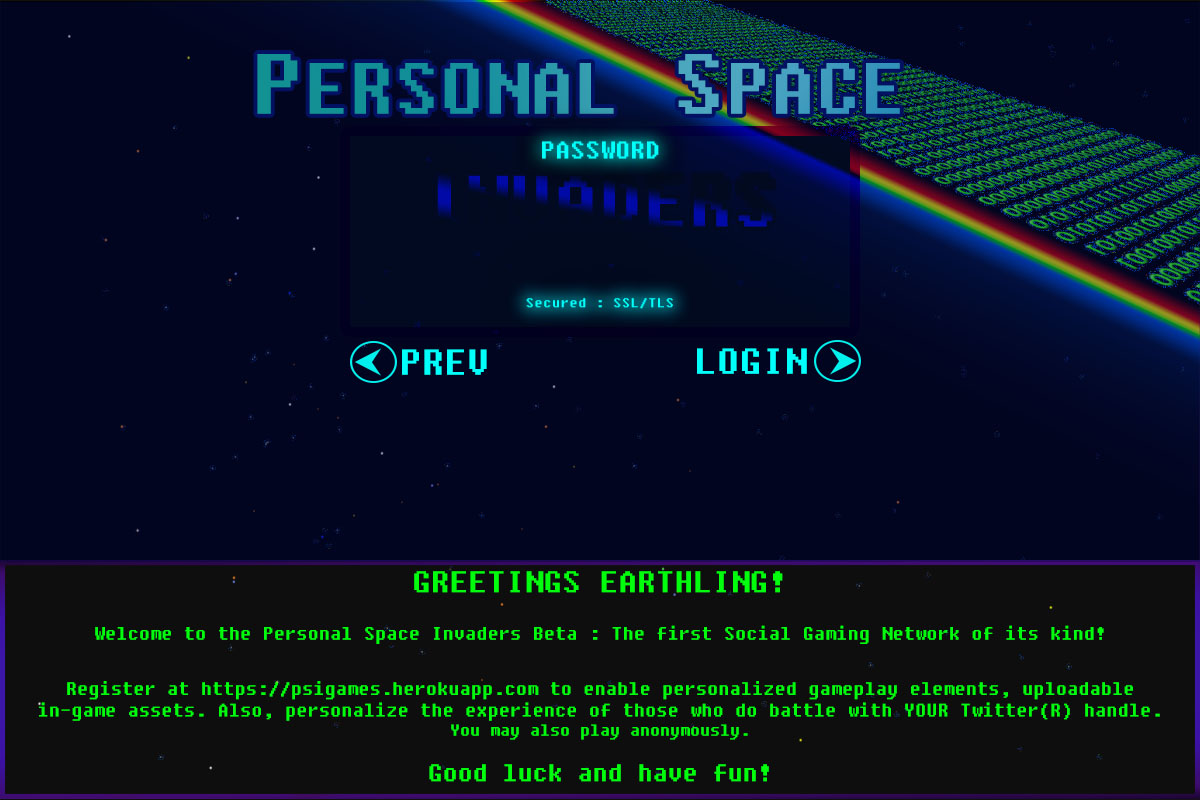 Personal Space
PASSWORD
INVADERS
Secured : SSL/TLS
PREV LOGIN
GREETINGS EARTHLING!
Welcome to the Personal Space Invaders Beta : The first Social Gaming Network of its kind!
Register at https://psigames.herokuapp.com to enable personalized gameplay elements, uploadable
in-game assets. Also, personalize the experience of those who do battle with YOUR Twitter(R) handle.
You may also play anonymously.
Good luck and have fun!